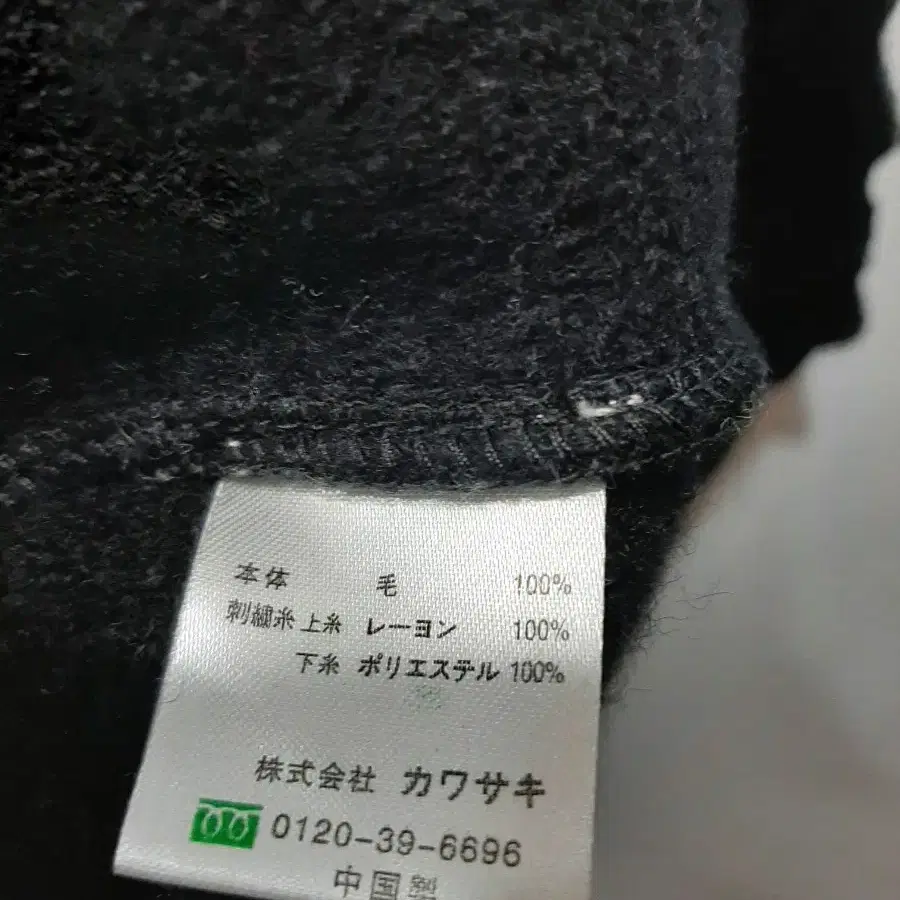 本体 毛 100%
刺繍糸 上糸 レーヨン 100%
下糸 ポリエステル 100%
株式会社 カワサキ
0120-39-6696
中国製